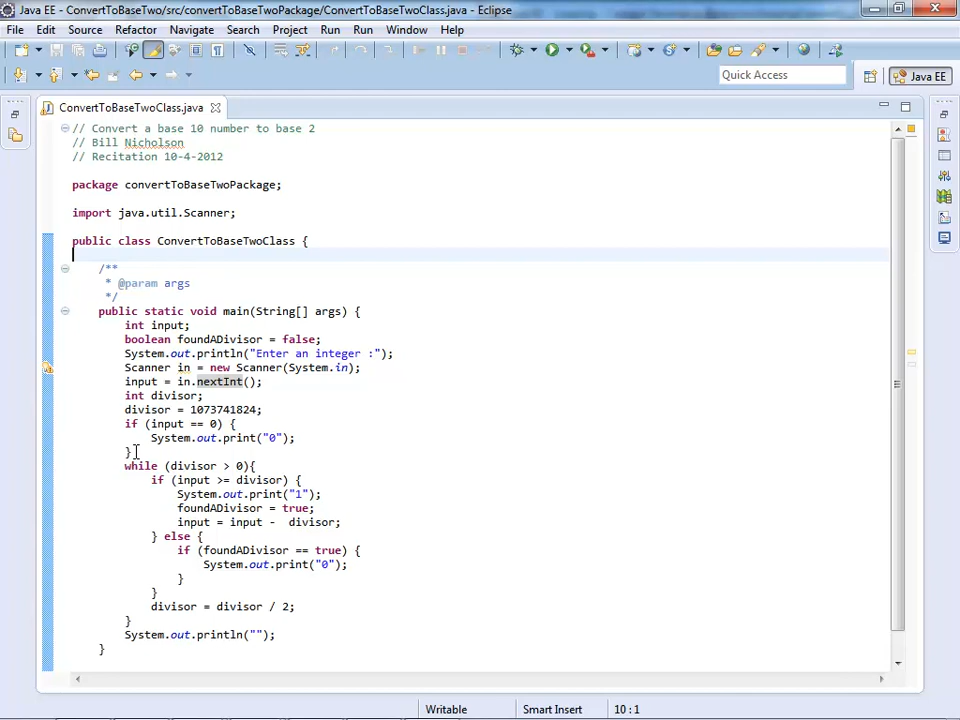 Java EE - ConvertToBaseTwo/src/convertToBaseTwoPackage/ConvertToBaseTwoClass.java - Eclipse
File Edit Source Refactor Navigate Search Project Run Run Window Help
Quick Access
Java EE
ConvertToBaseTwoClass.java
// Convert a base 10 number to base 2
// Bill Nicholson
// Recitation 10-4-2012
package convertToBaseTwoPackage;
import java.util.Scanner;
public class ConvertToBaseTwoClass {
/**
* @param args
*/
public static void main(String[] args) {
int input;
boolean foundADivisor = false;
System.out.println("Enter an integer :");
Scanner in = new Scanner(System.in);
input = in.nextInt();
int divisor;
divisor = 1073741824;
if (input == 0) {
System.out.print("0");
}
while (divisor > 0){
if (input >= divisor) {
System.out.print("1");
foundADivisor = true;
input = input -  divisor;
} else {
if (foundADivisor == true) {
System.out.print("0");
}
}
divisor = divisor / 2;
}
System.out.println("");
}
Writable
Smart Insert
10 : 1